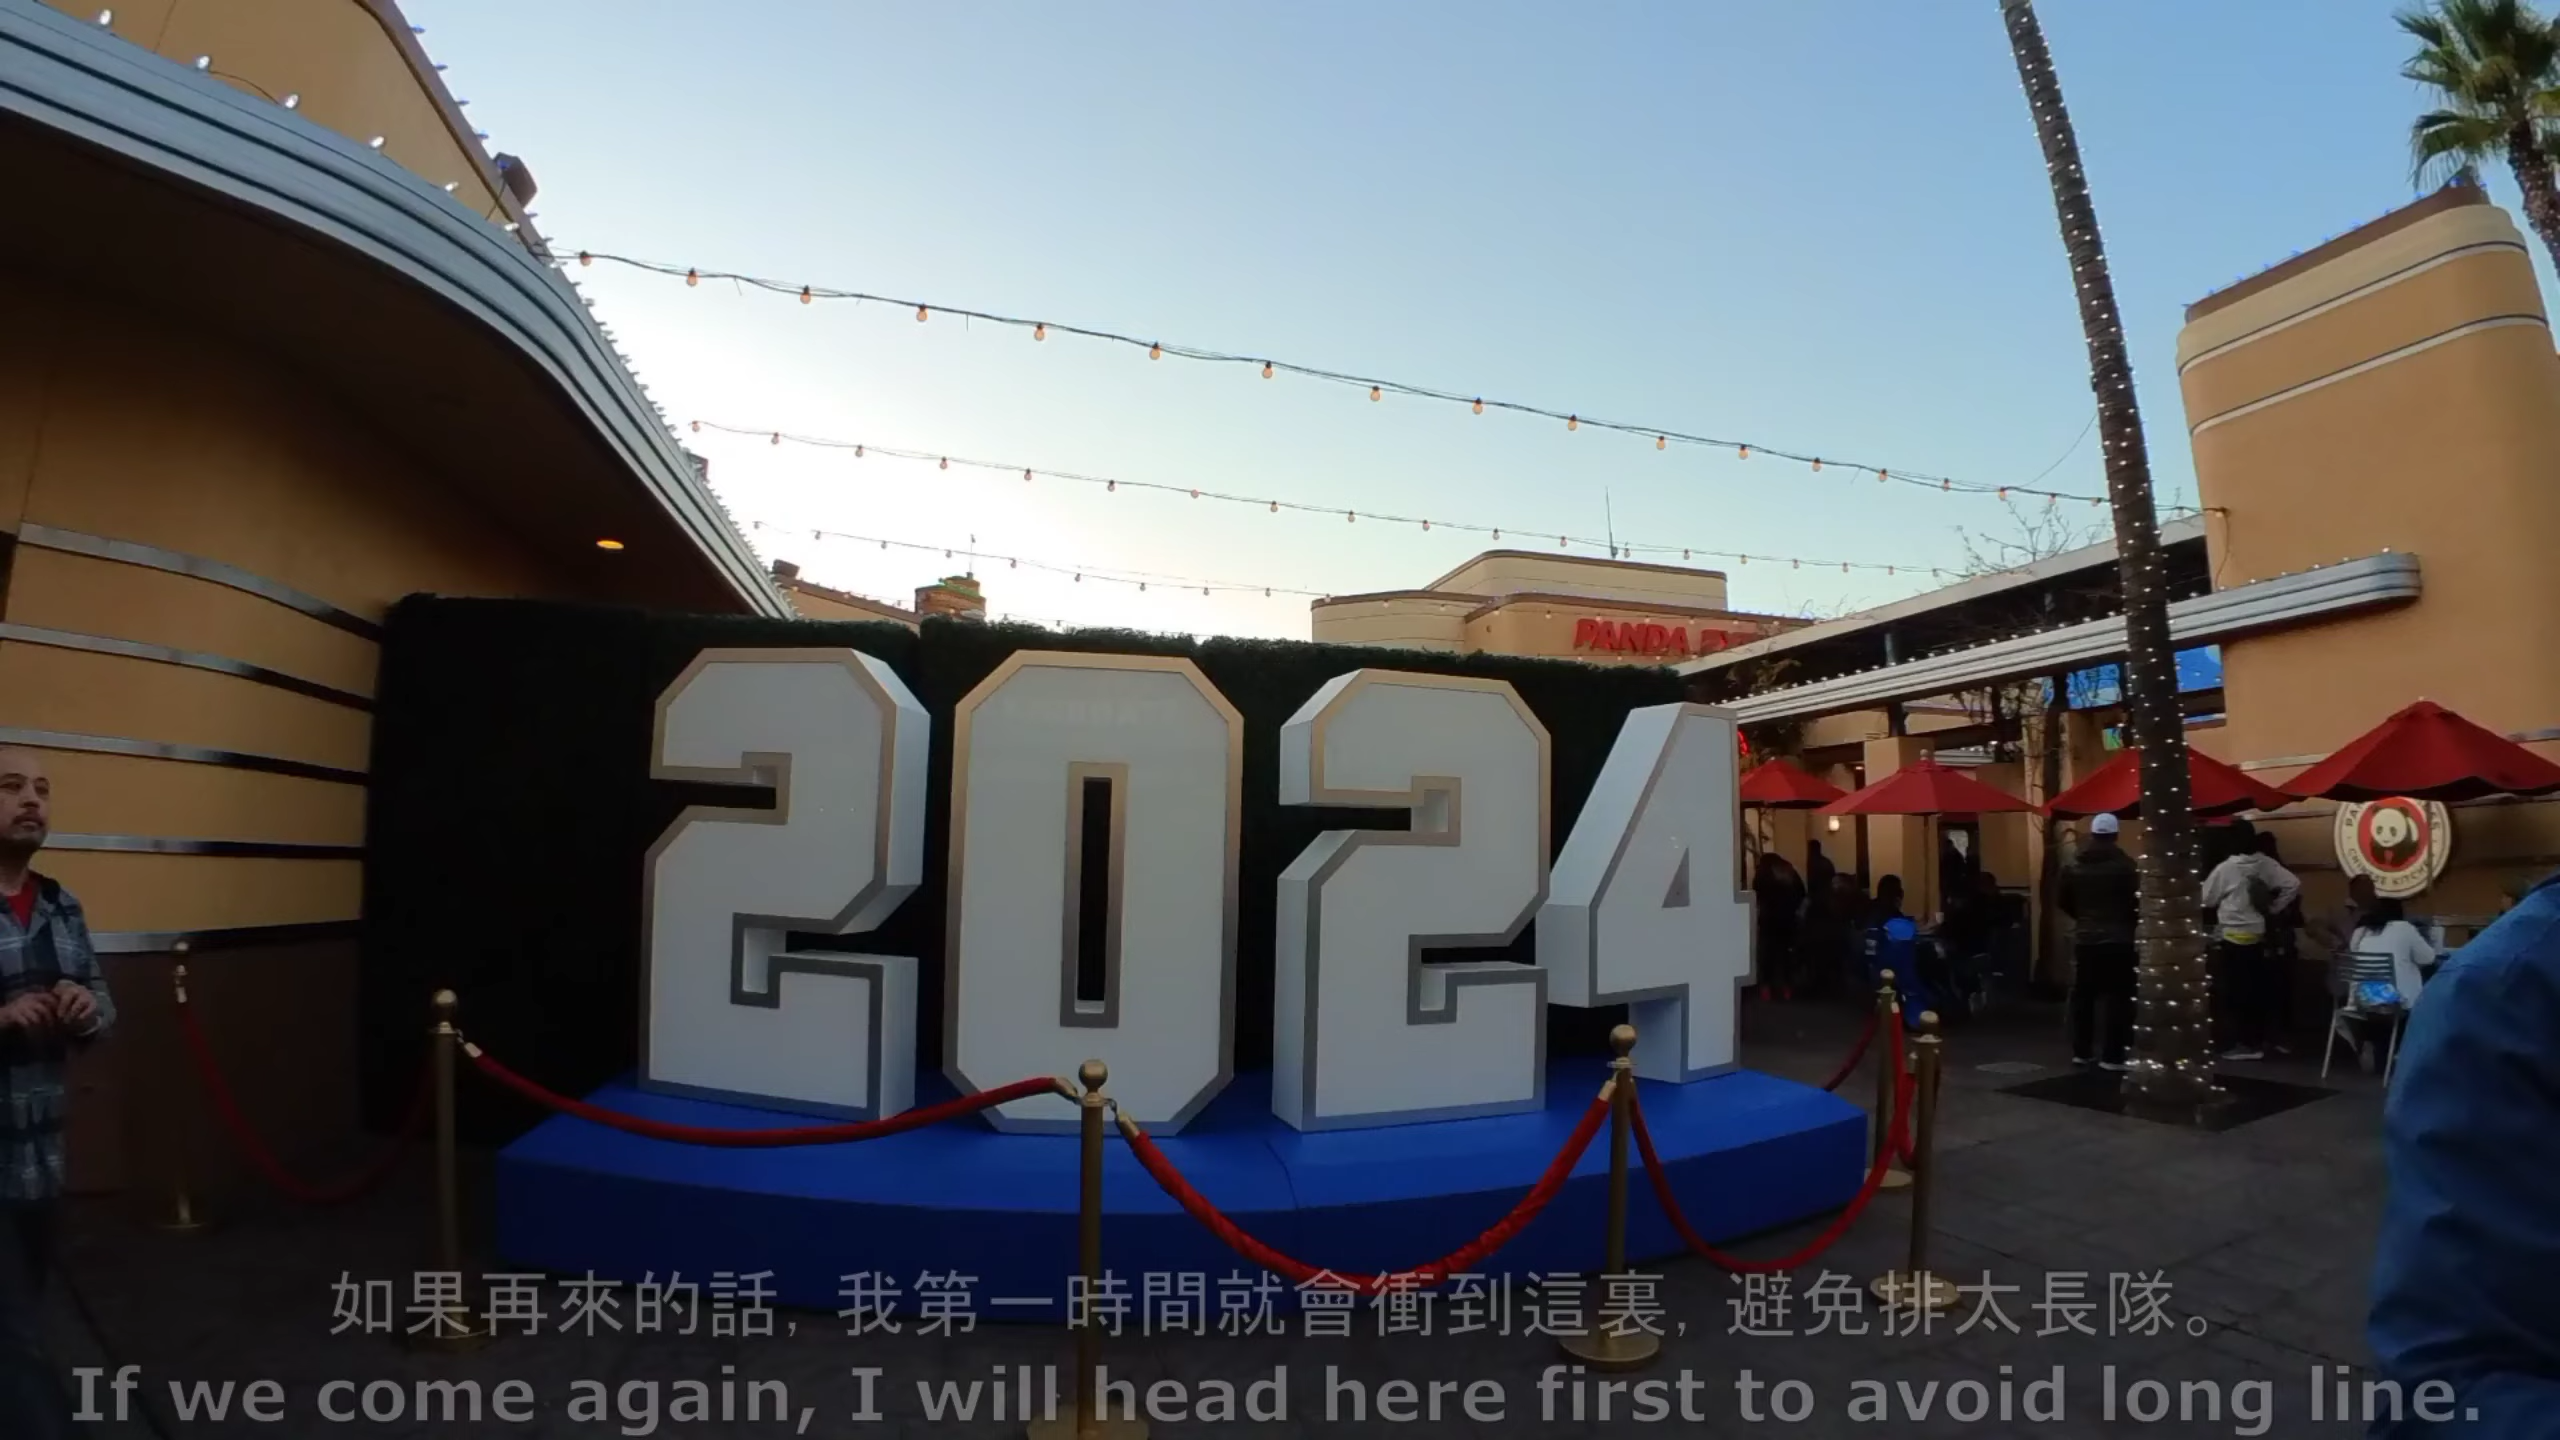 PANDA
2024
如果再來的話, 我第一時間就會衝到這裏, 避免排太長隊。
If we come again, I will head here first to avoid long line.